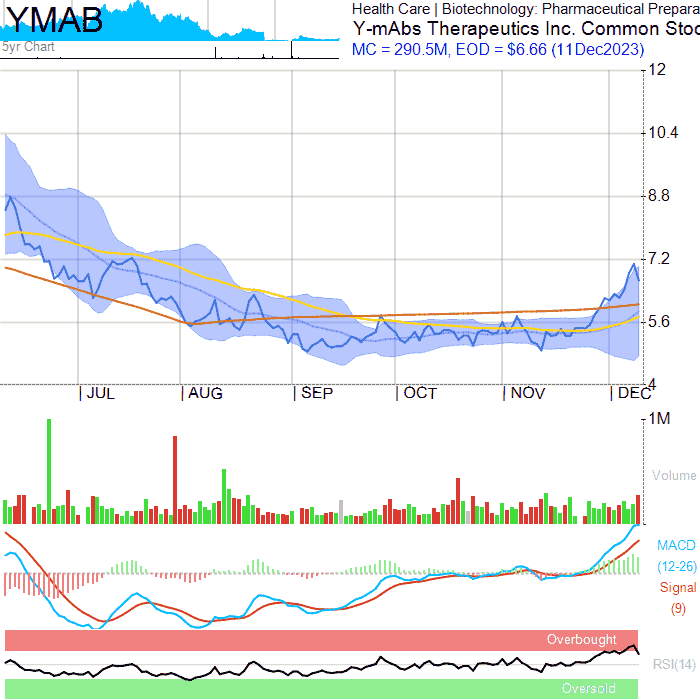 YMAB
Health Care | Biotechnology: Pharmaceutical Prepara
Y-mAbs Therapeutics Inc. Common Stoc
MC = 290.5M, EOD = $6.66 (11Dec2023)
5yr Chart
12
10.4
8.8
7.2
5.6
4
| JUL | AUG | SEP | OCT | NOV | DEC
1M
Volume
MACD
(12-26)
Signal
(9)
Overbought
RSI(14)
Oversold